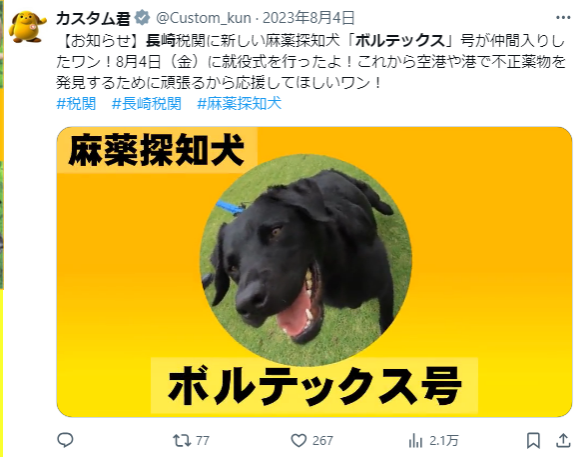 カスタム君 @Custom_kun · 2023年8月4日
【お知らせ】長崎税関に新しい麻薬探知犬「ボルテックス」号が仲間入りし
たワン！8月4日（金）に就役式を行ったよ！これから空港や港で不正薬物を
発見するために頑張るから応援してほしいワン！
#税関 #長崎税関 #麻薬探知犬
麻薬探知犬
ボルテックス号
77 267 2.1万